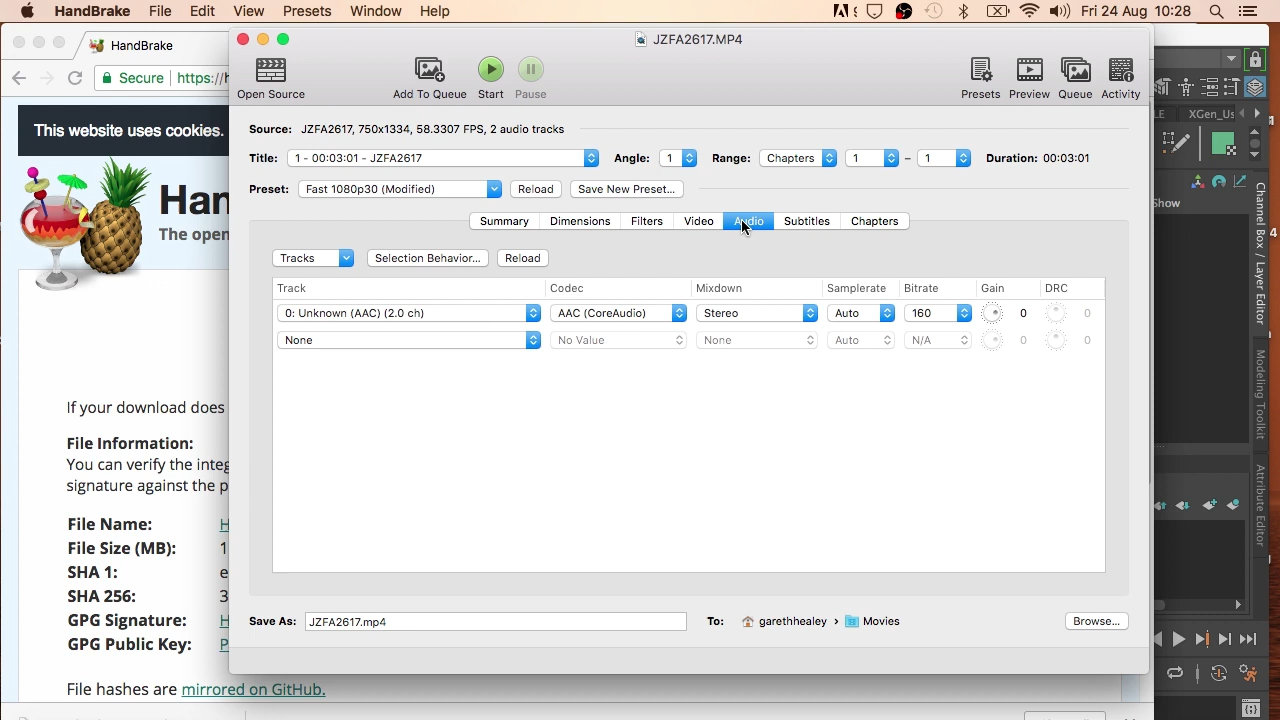 HandBrake File Edit View Presets Window Help Fri 24 Aug 10:28
HandBrake
JZFA2617.MP4
Secure https://h
Open Source Add To Queue Start Pause Presets Preview Queue Activity
This website uses cookies.
Source: JZFA2617, 750x1334, 58.3307 FPS, 2 audio tracks
Title: 1 - 00:03:01 - JZFA2617 Angle: 1 Range: Chapters 1 – 1 Duration: 00:03:01
Preset: Fast 1080p30 (Modified) Reload Save New Preset...
Han
The open
Summary Dimensions Filters Video Audio Subtitles Chapters
Tracks Selection Behavior... Reload
Track Codec Mixdown Samplerate Bitrate Gain DRC
0: Unknown (AAC) (2.0 ch) AAC (CoreAudio) Stereo Auto 160 0 0
None No Value None Auto N/A 0 0
If your download does
File Information:
You can verify the integ
signature against the p
File Name: H
File Size (MB): 1
SHA 1: e
SHA 256: 3
GPG Signature: H
GPG Public Key: P
File hashes are mirrored on GitHub.
Save As: JZFA2617.mp4 To: garethhealey › Movies Browse...
LE XGen_Us
Show
Channel Box / Layer Editor
Modeling Toolkit
Attribute Editor